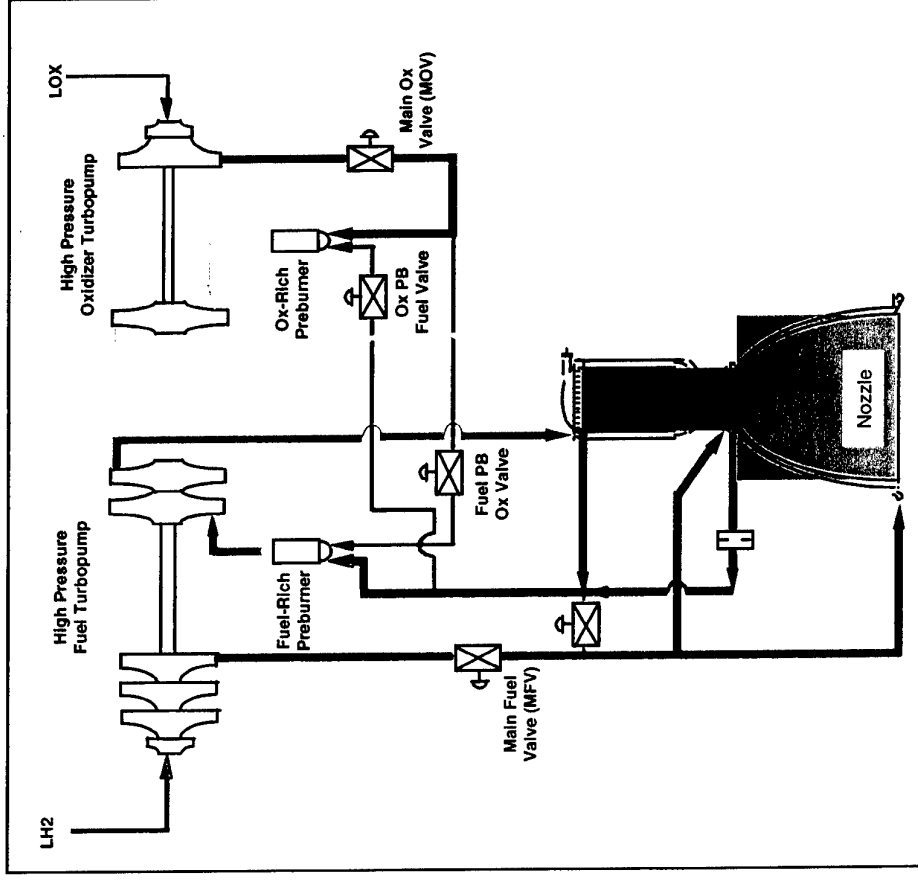 LOX
High Pressure
Oxidizer Turbopump
Main Ox
Valve (MOV)
Ox-Rich
Preburner
Ox PB
Fuel Valve
High Pressure
Fuel Turbopump
Fuel-Rich
Preburner
Fuel PB
Ox Valve
Nozzle
Main Fuel
Valve (MFV)
LH2